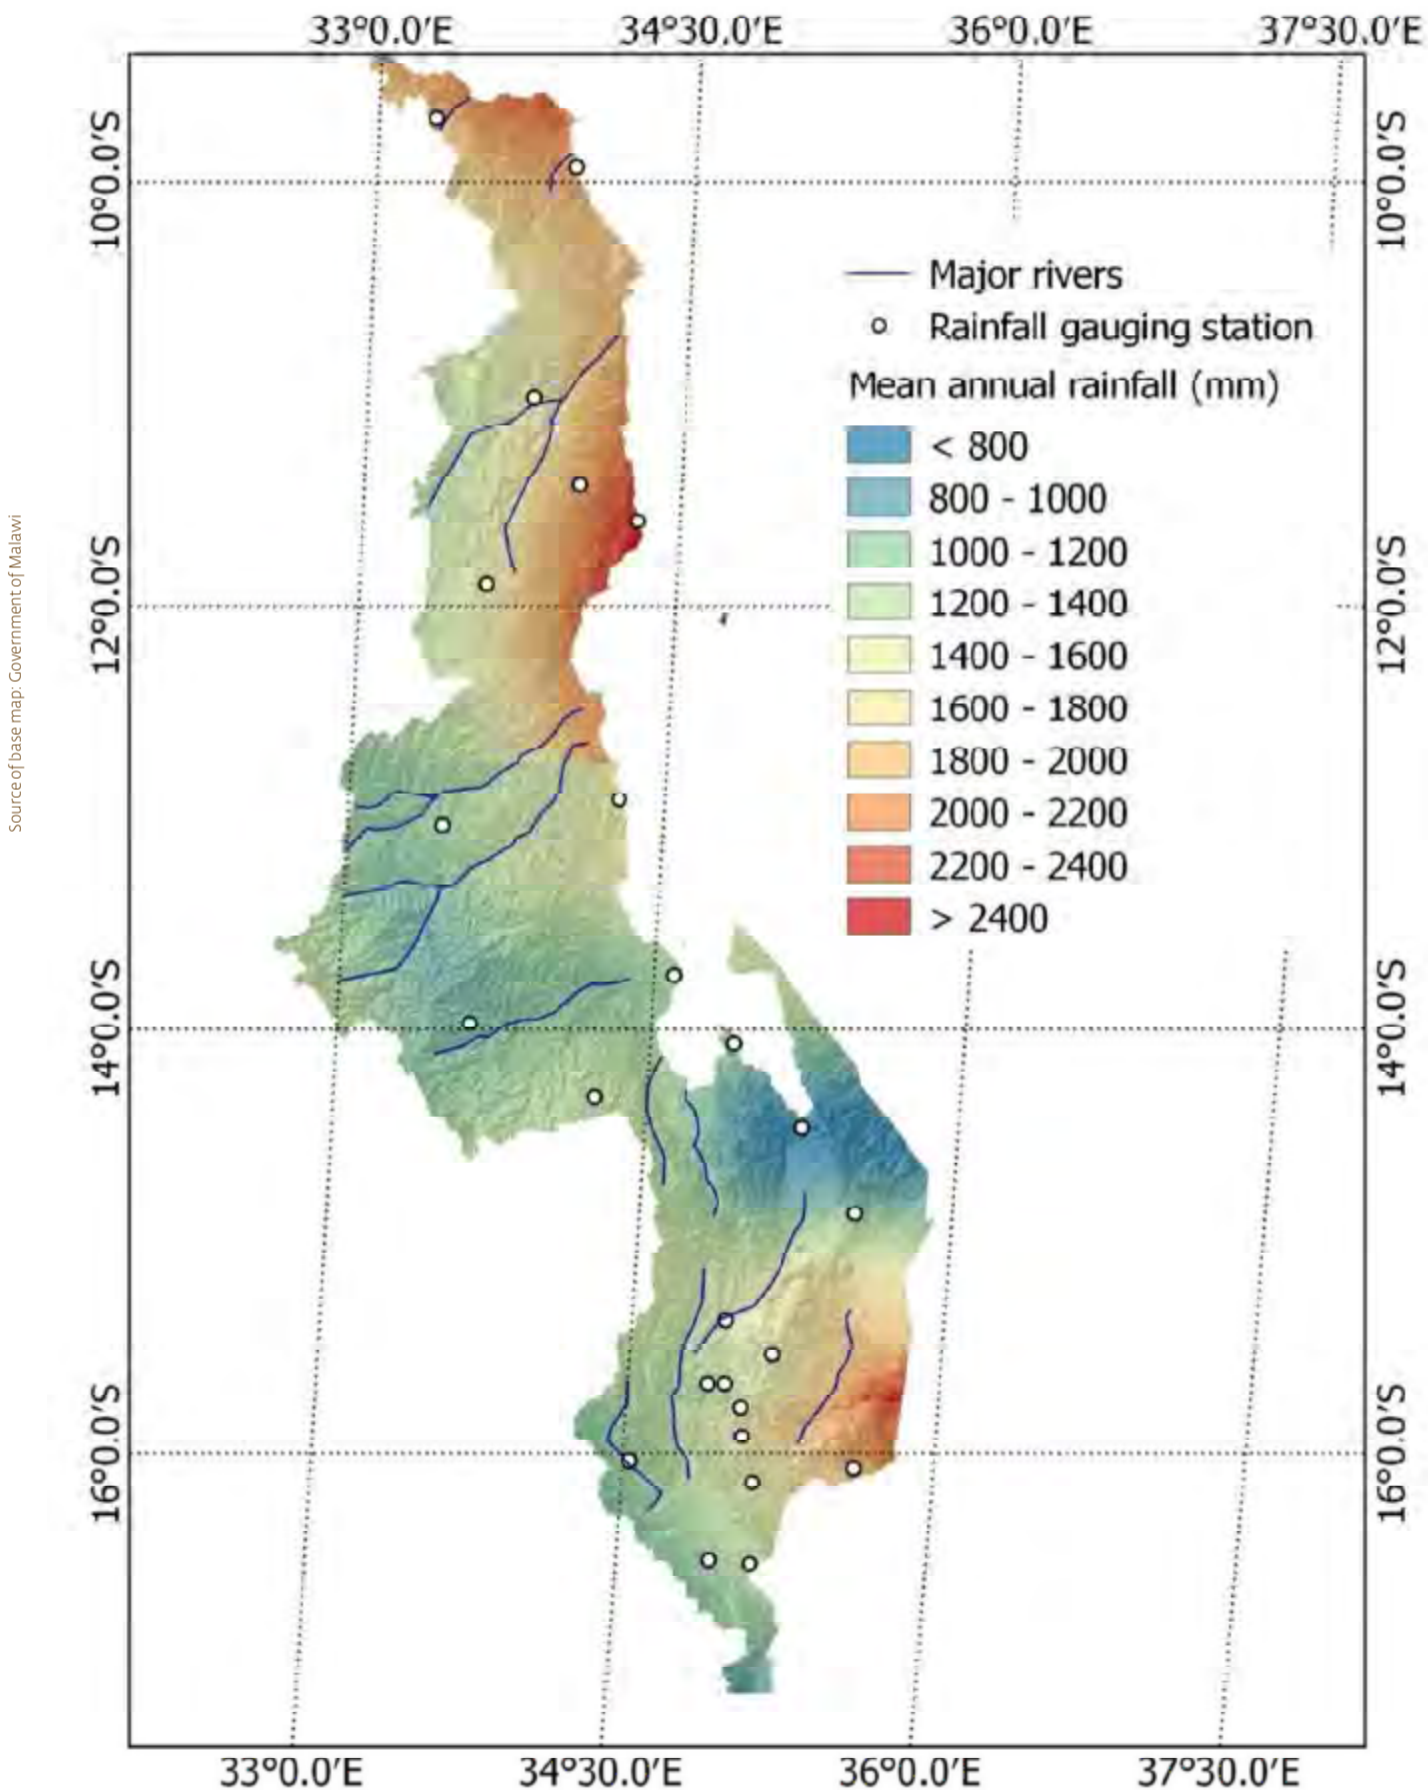 33°0.0'E 34°30.0'E 36°0.0'E 37°30.0'E
10°0.0'S
10°0.0'S
Major rivers
Rainfall gauging station
Mean annual rainfall (mm)
< 800
800 - 1000
1000 - 1200
1200 - 1400
1400 - 1600
1600 - 1800
1800 - 2000
2000 - 2200
2200 - 2400
> 2400
12°0.0'S
12°0.0'S
Source of base map: Government of Malawi
14°0.0'S
14°0.0'S
16°0.0'S
16°0.0'S
33°0.0'E 34°30.0'E 36°0.0'E 37°30.0'E